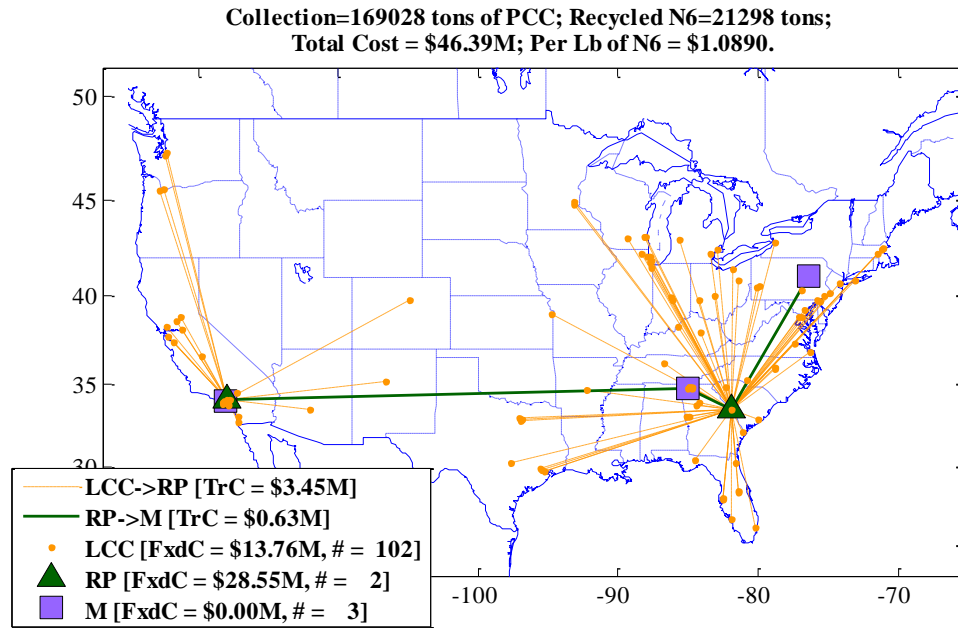 Collection=169028 tons of PCC; Recycled N6=21298 tons;
Total Cost = $46.39M; Per Lb of N6 = $1.0890.
50
45
40
35
30
-100
-90
-80
-70
LCC->RP [TrC = $3.45M]
RP->M [TrC = $0.63M]
LCC [FxdC = $13.76M, # = 102]
RP [FxdC = $28.55M, # = 2]
M [FxdC = $0.00M, # = 3]